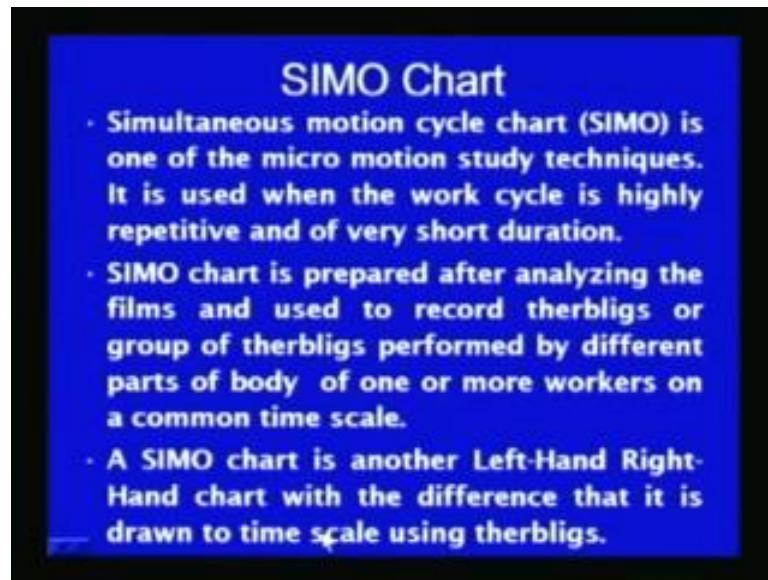 SIMO Chart
· Simultaneous motion cycle chart (SIMO) is
one of the micro motion study techniques.
It is used when the work cycle is highly
repetitive and of very short duration.
· SIMO chart is prepared after analyzing the
films and used to record therbligs or
group of therbligs performed by different
parts of body of one or more workers on
a common time scale.
· A SIMO chart is another Left-Hand Right-
Hand chart with the difference that it is
drawn to time scale using therbligs.